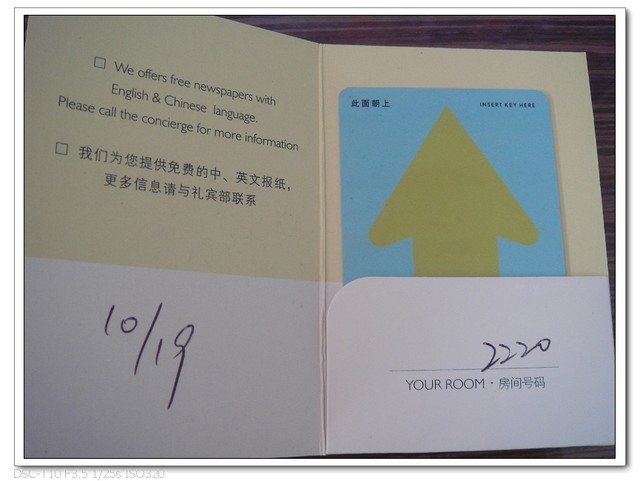 □ We offers free newspapers with
English & Chinese language.
Please call the concierge for more information
□ 我们为您提供免费的中、英文报纸，
更多信息请与礼宾部联系
10/19
此面朝上
INSERT KEY HERE
2220
YOUR ROOM · 房间号码
DSC-T10 F3.5 1/25s ISO320